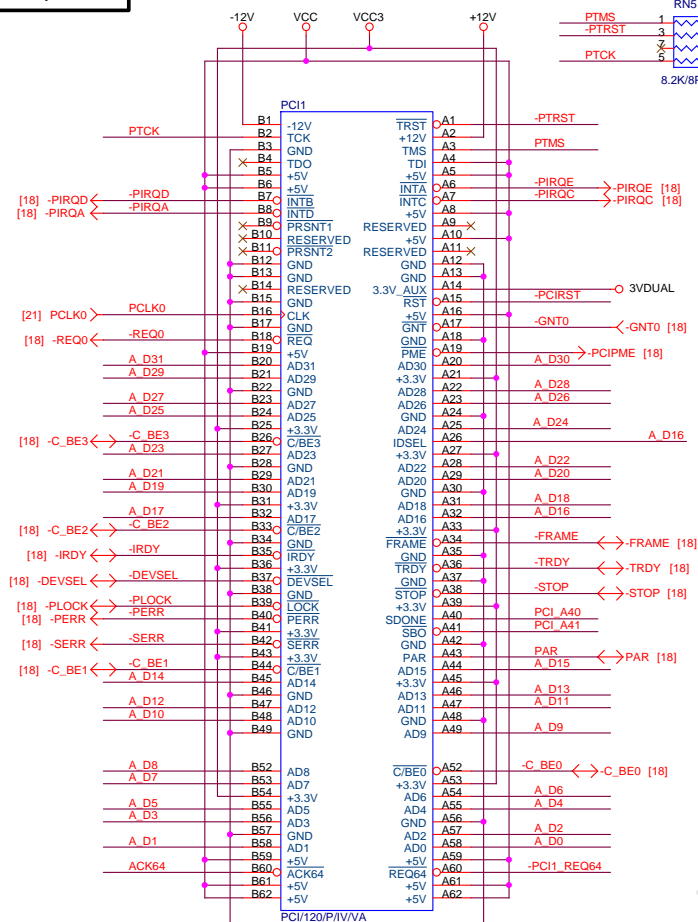 RN5
-12V VCC VCC3 +12V
PTMS 1
-PTRST 3
7
PTCK 5
8.2K/8P
PCI1
B1 -12V TRST A1 -PTRST
PTCK B2 TCK +12V A2
B3 GND TMS A3 PTMS
B4 TDO TDI A4
B5 +5V +5V A5
B6 +5V INTA A6 -PIRQE -PIRQE [18]
[18] -PIRQD -PIRQD B7 INTB INTC A7 -PIRQC -PIRQC [18]
[18] -PIRQA -PIRQA B8 INTD +5V A8
B9 PRSNT1 RESERVED A9
B10 RESERVED +5V A10
B11 PRSNT2 RESERVED A11
B12 GND GND A12
B13 GND GND A13
B14 RESERVED 3.3V_AUX A14 3VDUAL
B15 GND RST A15 -PCIRST
[21] PCLK0 PCLK0 B16 CLK +5V A16
B17 GND GNT A17 -GNT0 -GNT0 [18]
[18] -REQ0 -REQ0 B18 REQ GND A18
B19 +5V PME A19 -PCIPME [18]
A_D31 B20 AD31 AD30 A20 A_D30
A_D29 B21 AD29 +3.3V A21
B22 GND AD28 A22 A_D28
A_D27 B23 AD27 AD26 A23 A_D26
A_D25 B24 AD25 GND A24
B25 +3.3V AD24 A25 A_D24
[18] -C_BE3 -C_BE3 B26 C/BE3 IDSEL A26 A_D16
A_D23 B27 AD23 +3.3V A27
B28 GND AD22 A28 A_D22
A_D21 B29 AD21 AD20 A29 A_D20
A_D19 B30 AD19 GND A30
B31 +3.3V AD18 A31 A_D18
A_D17 B32 AD17 AD16 A32 A_D16
[18] -C_BE2 -C_BE2 B33 C/BE2 +3.3V A33
B34 GND FRAME A34 -FRAME -FRAME [18]
[18] -IRDY -IRDY B35 IRDY GND A35
B36 +3.3V TRDY A36 -TRDY -TRDY [18]
[18] -DEVSEL -DEVSEL B37 DEVSEL GND A37
B38 GND STOP A38 -STOP -STOP [18]
[18] -PLOCK -PLOCK B39 LOCK +3.3V A39
[18] -PERR -PERR B40 PERR SDONE A40 PCI_A40
B41 +3.3V SBO A41 PCI_A41
[18] -SERR -SERR B42 SERR GND A42
B43 +3.3V PAR A43 PAR PAR [18]
[18] -C_BE1 -C_BE1 B44 C/BE1 AD15 A44 A_D15
A_D14 B45 AD14 +3.3V A45
B46 GND AD13 A46 A_D13
A_D12 B47 AD12 AD11 A47 A_D11
A_D10 B48 AD10 GND A48
B49 GND AD9 A49 A_D9
A_D8 B52 AD8 C/BE0 A52 -C_BE0 -C_BE0 [18]
A_D7 B53 AD7 +3.3V A53
B54 +3.3V AD6 A54 A_D6
A_D5 B55 AD5 AD4 A55 A_D4
A_D3 B56 AD3 GND A56
B57 GND AD2 A57 A_D2
A_D1 B58 AD1 AD0 A58 A_D0
B59 +5V +5V A59
ACK64 B60 ACK64 REQ64 A60 -PCI1_REQ64
B61 +5V +5V A61
B62 +5V +5V A62
PCI/120/P/IV/VA